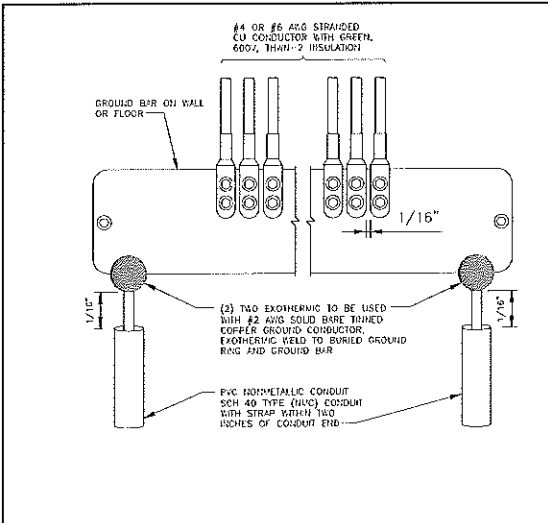 #4 OR #6 AWG STRANDED
CU CONDUCTOR WITH GREEN,
600V, THAN-2 INSULATION
GROUND BAR ON WALL
OR FLOOR
1/16"
1/16"
1/16"
(2) TWO EXOTHERMIC TO BE USED
WITH #2 AWG SOLID BARE TINNED
COPPER GROUND CONDUCTOR,
EXOTHERMIC WELD TO BURIED GROUND
RING AND GROUND BAR
PVC NONMETALLIC CONDUIT
SCH 40 TYPE (NMC) CONDUIT
WITH STRAP WITHIN TWO
INCHES OF CONDUIT END